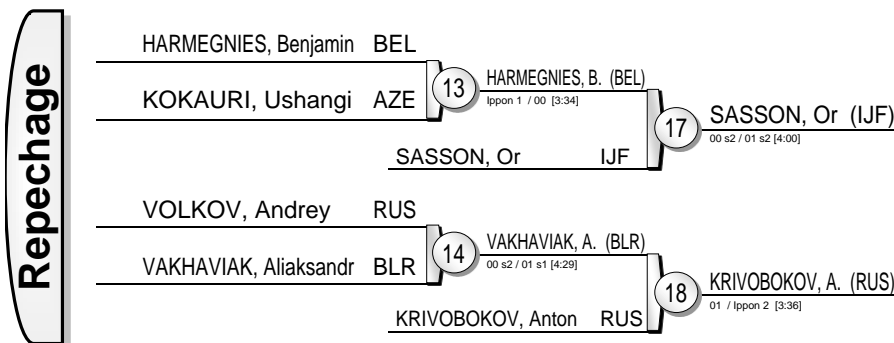 Repechage
HARMEGNIES, Benjamin BEL
KOKAURI, Ushangi AZE
13
HARMEGNIES, B. (BEL)
Ippon 1 / 00 [3:34]
SASSON, Or IJF
17
SASSON, Or (IJF)
00 s2 / 01 s2 [4:00]
VOLKOV, Andrey RUS
VAKHAVIAK, Aliaksandr BLR
14
VAKHAVIAK, A. (BLR)
00 s2 / 01 s1 [4:29]
KRIVOBOKOV, Anton RUS
18
KRIVOBOKOV, A. (RUS)
01 / Ippon 2 [3:36]